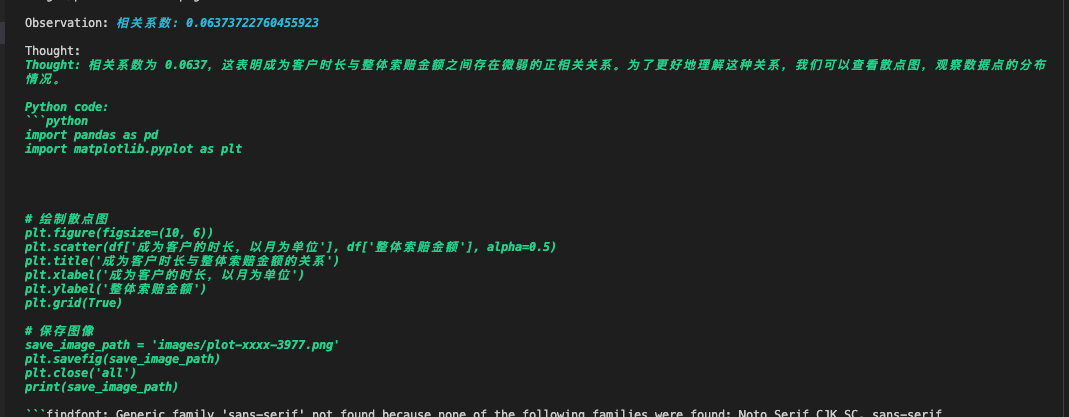 Observation: 相关系数: 0.06373722760455923
Thought:
Thought: 相关系数为 0.0637, 这表明成为客户时长与整体索赔金额之间存在微弱的正相关关系。为了更好地理解这种关系, 我们可以查看散点图, 观察数据点的分布
情况。
Python code:
```python
import pandas as pd
import matplotlib.pyplot as plt
# 绘制散点图
plt.figure(figsize=(10, 6))
plt.scatter(df['成为客户的时长, 以月为单位'], df['整体索赔金额'], alpha=0.5)
plt.title('成为客户时长与整体索赔金额的关系')
plt.xlabel('成为客户的时长, 以月为单位')
plt.ylabel('整体索赔金额')
plt.grid(True)
# 保存图像
save_image_path = 'images/plot-xxxx-3977.png'
plt.savefig(save_image_path)
plt.close('all')
print(save_image_path)
```findfont: Generic family 'sans-serif' not found because none of the following families were found: Noto Serif CJK SC, sans-serif